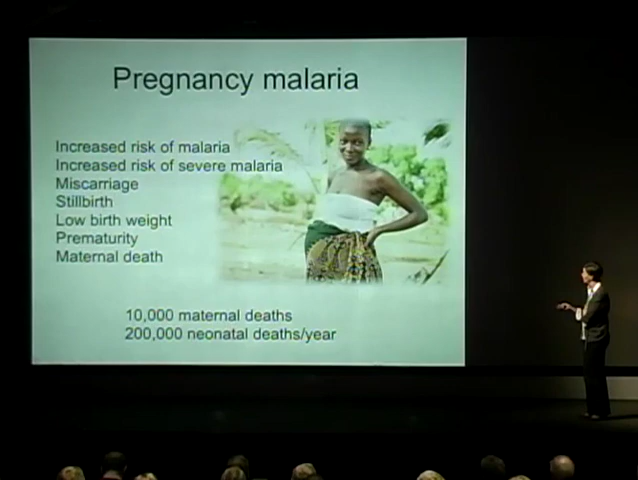 Pregnancy malaria
Increased risk of malaria
Increased risk of severe malaria
Miscarriage
Stillbirth
Low birth weight
Prematurity
Maternal death
10,000 maternal deaths
200,000 neonatal deaths/year